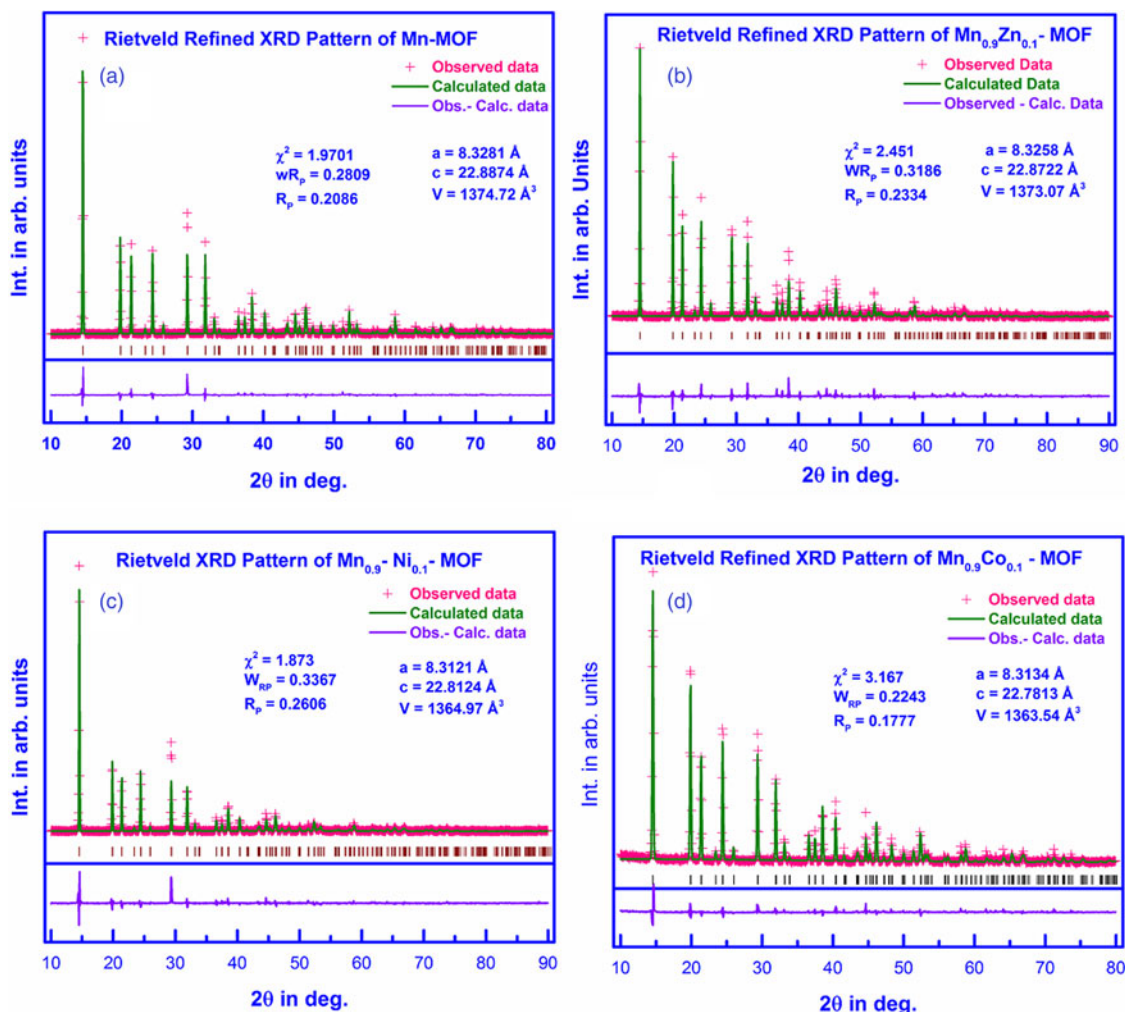 Rietveld Refined XRD Pattern of Mn-MOF
(a)
Observed data
Calculated data
Obs.- Calc. data
χ² = 1.9701
wRₚ = 0.2809
Rₚ = 0.2086
a = 8.3281 Å
c = 22.8874 Å
V = 1374.72 Å³
Int. in arb. units
10 20 30 40 50 60 70 80
2θ in deg.
Rietveld Refined XRD Pattern of Mn₀.₉Zn₀.₁- MOF
(b)
Observed Data
Calculated Data
Observed - Calc. Data
χ² = 2.451
WRₚ = 0.3186
Rₚ = 0.2334
a = 8.3258 Å
c = 22.8722 Å
V = 1373.07 Å³
Int. in arb. Units
10 20 30 40 50 60 70 80 90
2θ in deg.
Rietveld XRD Pattern of Mn₀.₉- Ni₀.₁- MOF
(c)
Observed data
Calculated data
Obs.- Calc. data
χ² = 1.873
W_RP = 0.3367
Rₚ = 0.2606
a = 8.3121 Å
c = 22.8124 Å
V = 1364.97 Å³
Int. in arb. units
10 20 30 40 50 60 70 80 90
2θ in deg.
Rietveld Refined XRD Pattern of Mn₀.₉Co₀.₁ - MOF
(d)
Observed data
Calculated data
Obs.- Calc. data
χ² = 3.167
W_RP = 0.2243
Rₚ = 0.1777
a = 8.3134 Å
c = 22.7813 Å
V = 1363.54 Å³
Int. in arb. units
10 20 30 40 50 60 70 80
2θ in deg.